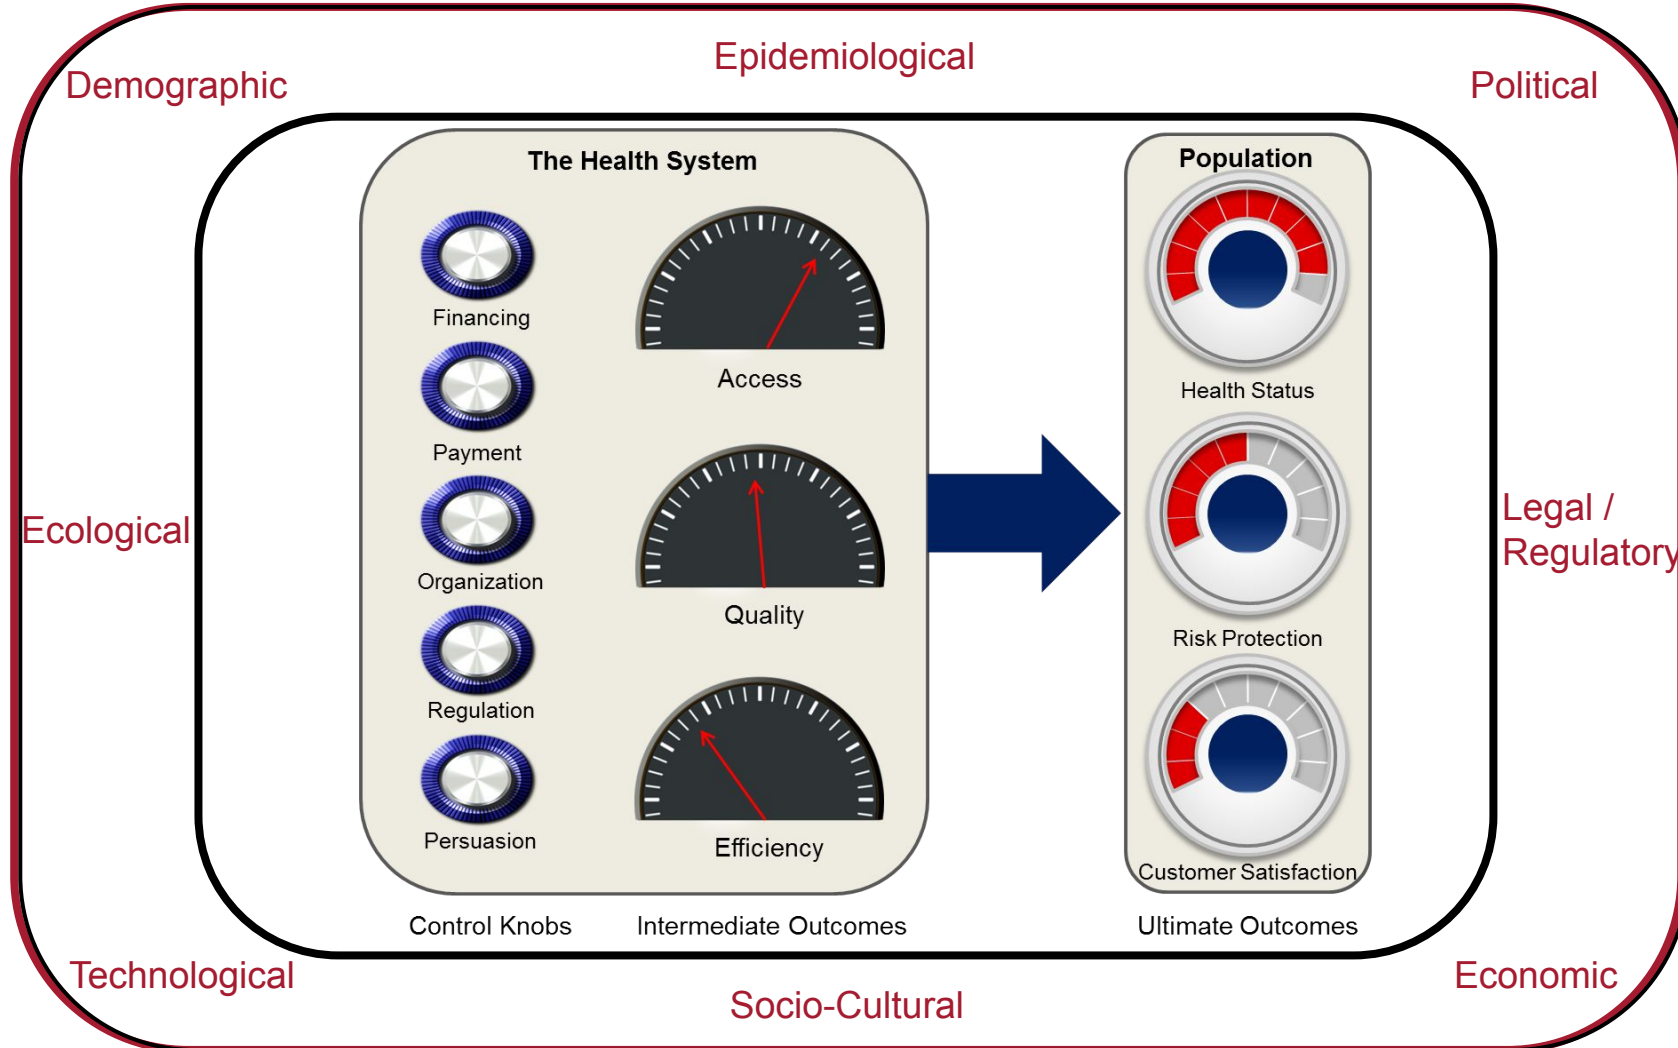 Epidemiological
Demographic
Political
The Health System
Population
Financing
Access
Health Status
Payment
Ecological
Legal /
Regulatory
Organization
Quality
Risk Protection
Regulation
Persuasion
Efficiency
Customer Satisfaction
Control Knobs
Intermediate Outcomes
Ultimate Outcomes
Technological
Economic
Socio-Cultural